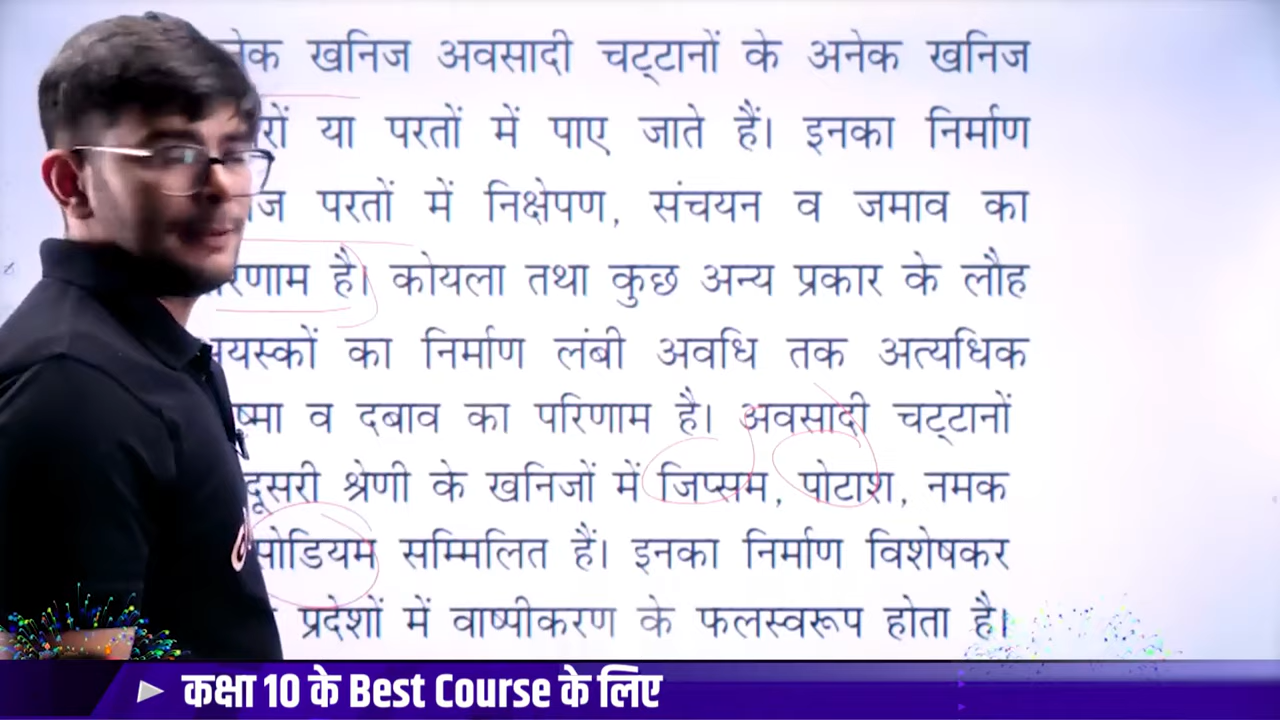 खनिज अवसादी चट्टानों के अनेक खनिज
या परतों में पाए जाते हैं। इनका निर्माण
परतों में निक्षेपण, संचयन व जमाव का
है। कोयला तथा कुछ अन्य प्रकार के लौह
का निर्माण लंबी अवधि तक अत्यधिक
व दबाव का परिणाम है। अवसादी चट्टानों
दूसरी श्रेणी के खनिजों में जिप्सम, पोटाश, नमक
सम्मिलित हैं। इनका निर्माण विशेषकर
प्रदेशों में वाष्पीकरण के फलस्वरूप होता है।
कक्षा 10 के Best Course के लिए